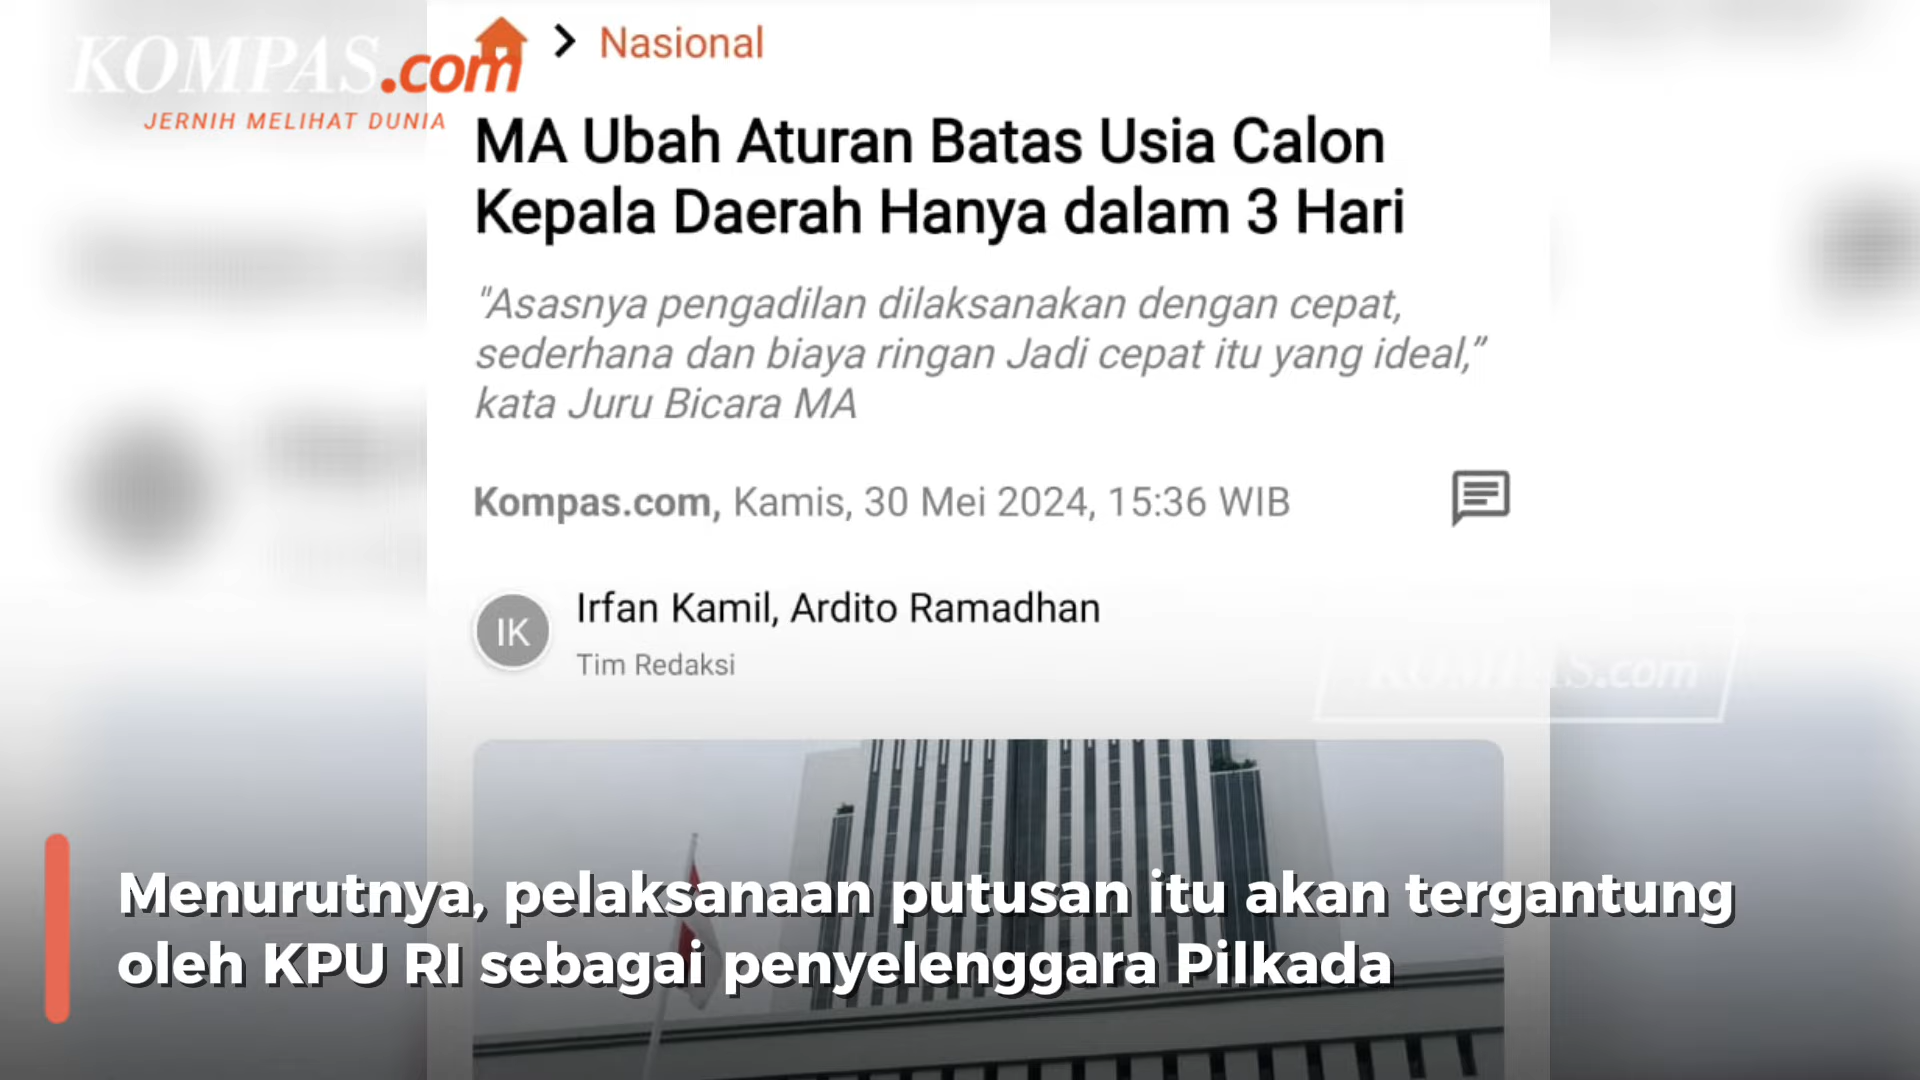 KOMPAS.com
JERNIH MELIHAT DUNIA
Nasional
MA Ubah Aturan Batas Usia Calon
Kepala Daerah Hanya dalam 3 Hari
"Asasnya pengadilan dilaksanakan dengan cepat,
sederhana dan biaya ringan Jadi cepat itu yang ideal,”
kata Juru Bicara MA
Kompas.com, Kamis, 30 Mei 2024, 15:36 WIB
IK
Irfan Kamil, Ardito Ramadhan
Tim Redaksi
KOMPAS.com
Menurutnya, pelaksanaan putusan itu akan tergantung
oleh KPU RI sebagai penyelenggara Pilkada